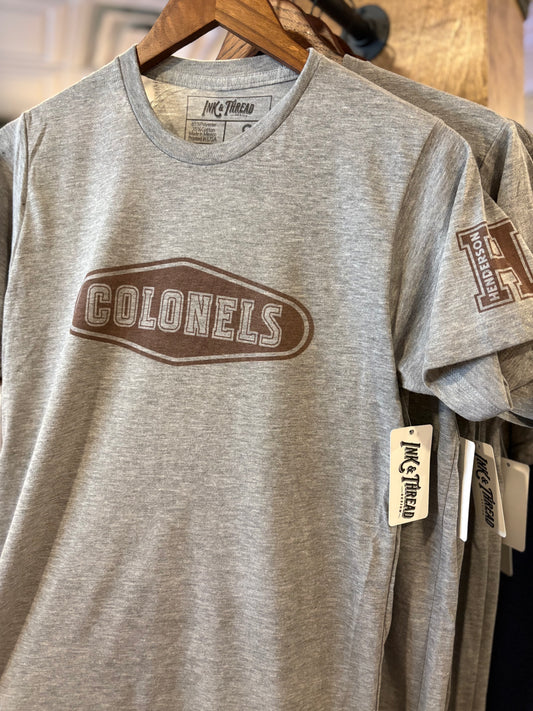 INK & THREAD
COLONELS
H
HENDERSON
INK & THREAD
INK & THREAD